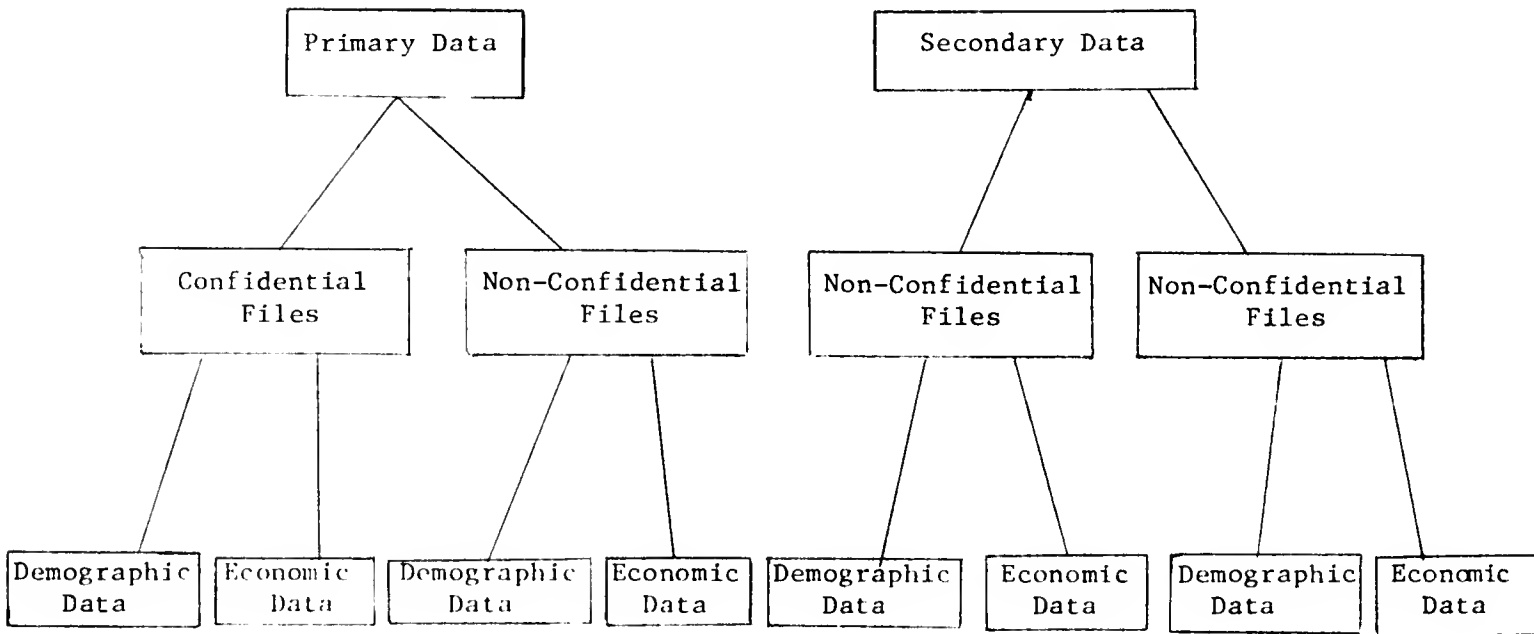 Primary Data
Secondary Data
Confidential
Files
Non-Confidential
Files
Non-Confidential
Files
Non-Confidential
Files
Demographic
Data
Economic
Data
Demographic
Data
Economic
Data
Demographic
Data
Economic
Data
Demographic
Data
Economic
Data